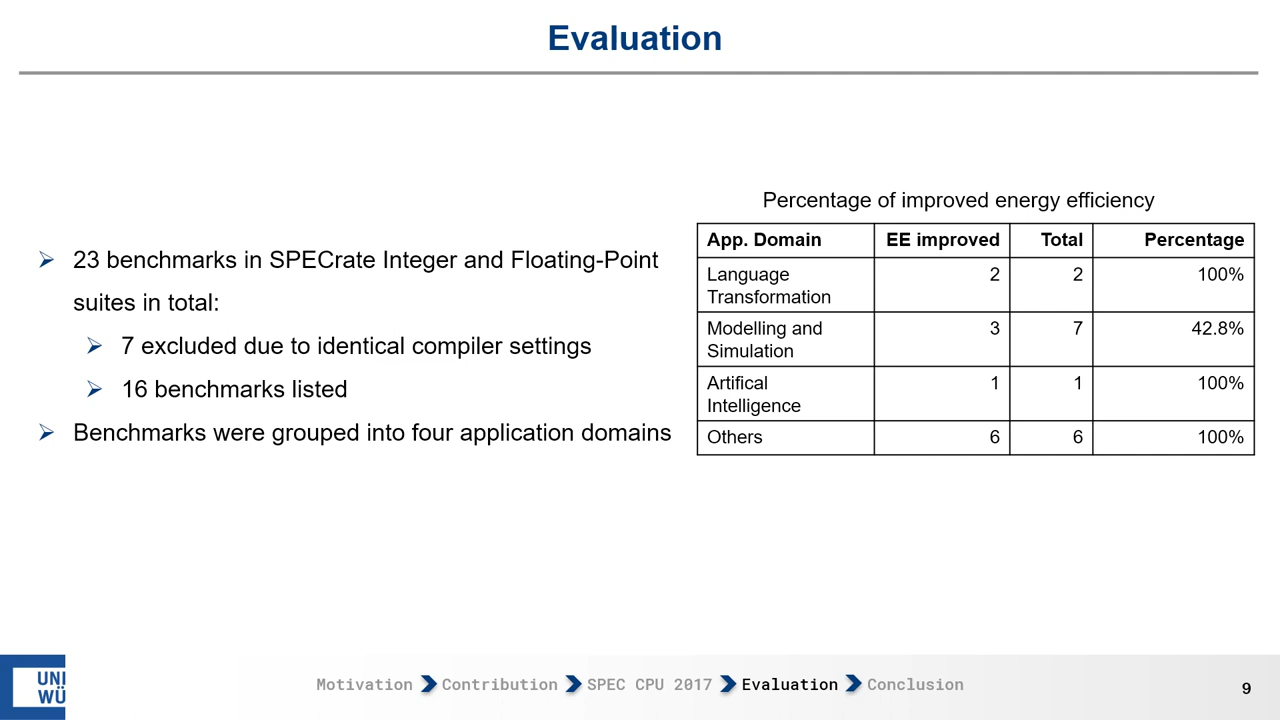 Evaluation
23 benchmarks in SPECrate Integer and Floating-Point
suites in total:
7 excluded due to identical compiler settings
16 benchmarks listed
Benchmarks were grouped into four application domains
Percentage of improved energy efficiency
App. Domain EE improved Total Percentage
Language
Transformation 2 2 100%
Modelling and
Simulation 3 7 42.8%
Artifical
Intelligence 1 1 100%
Others 6 6 100%
UNI
WÜ
Motivation Contribution SPEC CPU 2017 Evaluation Conclusion
9